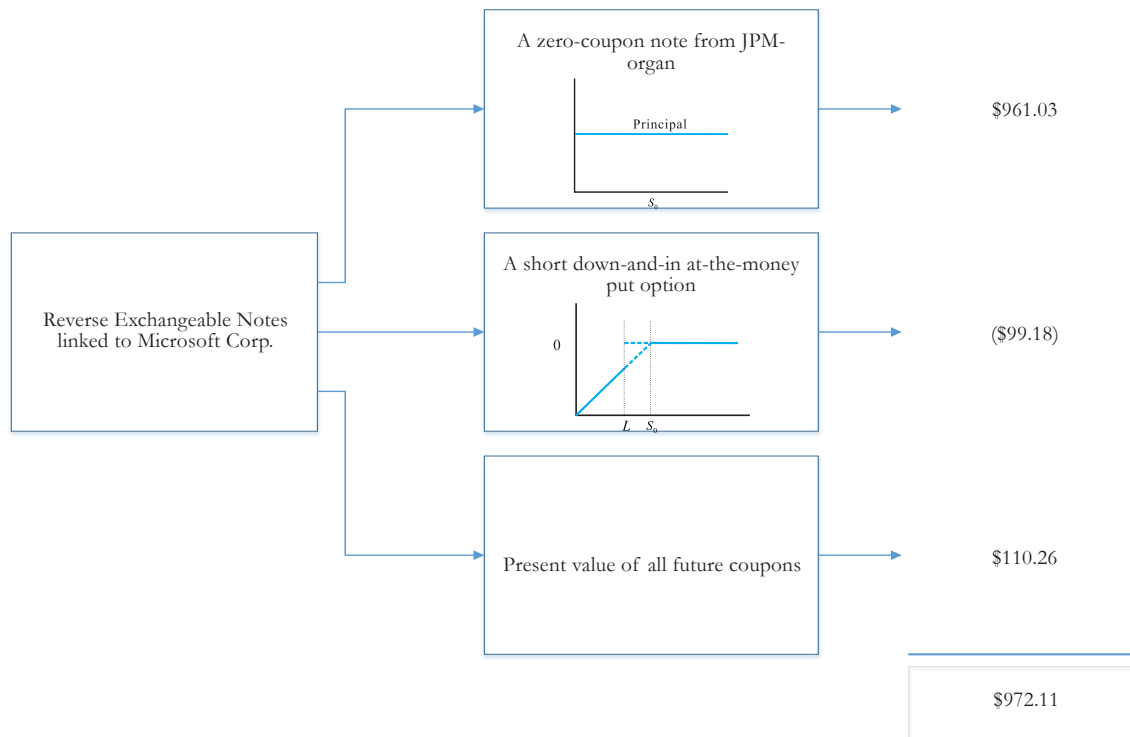 A zero-coupon note from JPM-
organ
Principal
S₀
$961.03
Reverse Exchangeable Notes
linked to Microsoft Corp.
A short down-and-in at-the-money
put option
0
L S₀
($99.18)
Present value of all future coupons
$110.26
$972.11